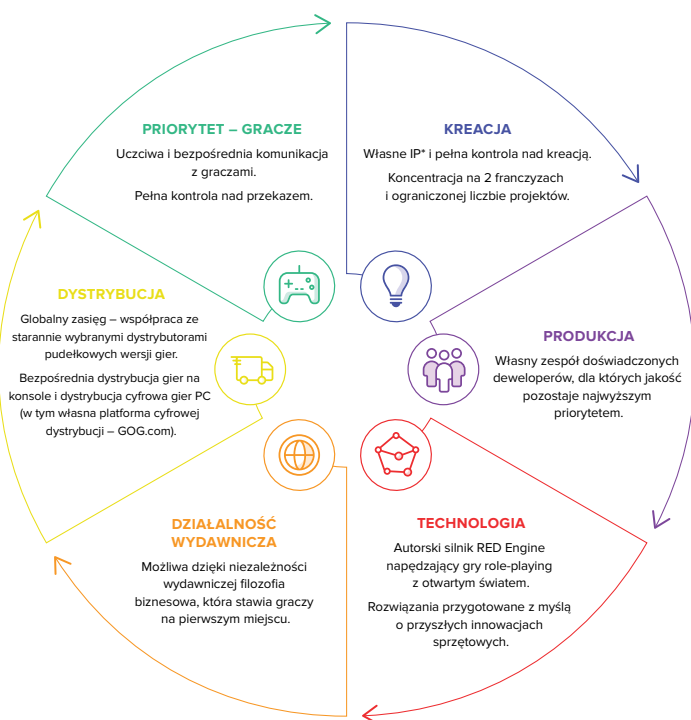 PRIORYTET – GRACZE
Uczciwa i bezpośrednia komunikacja
z graczami.
Pełna kontrola nad przekazem.
KREACJA
Własne IP* i pełna kontrola nad kreacją.
Koncentracja na 2 franczyzach
i ograniczonej liczbie projektów.
PRODUKCJA
Własny zespół doświadczonych
deweloperów, dla których jakość
pozostaje najwyższym
priorytetem.
TECHNOLOGIA
Autorski silnik RED Engine
napędzający gry role-playing
z otwartym światem.
Rozwiązania przygotowane z myślą
o przyszłych innowacjach
sprzętowych.
DZIAŁALNOŚĆ
WYDAWNICZA
Możliwa dzięki niezależności
wydawniczej filozofia
biznesowa, która stawia graczy
na pierwszym miejscu.
DYSTRYBUCJA
Globalny zasięg – współpraca ze
starannie wybranymi dystrybutorami
pudełkowych wersji gier.
Bezpośrednia dystrybucja gier na
konsole i dystrybucja cyfrowa gier PC
(w tym własna platforma cyfrowej
dystrybucji – GOG.com).